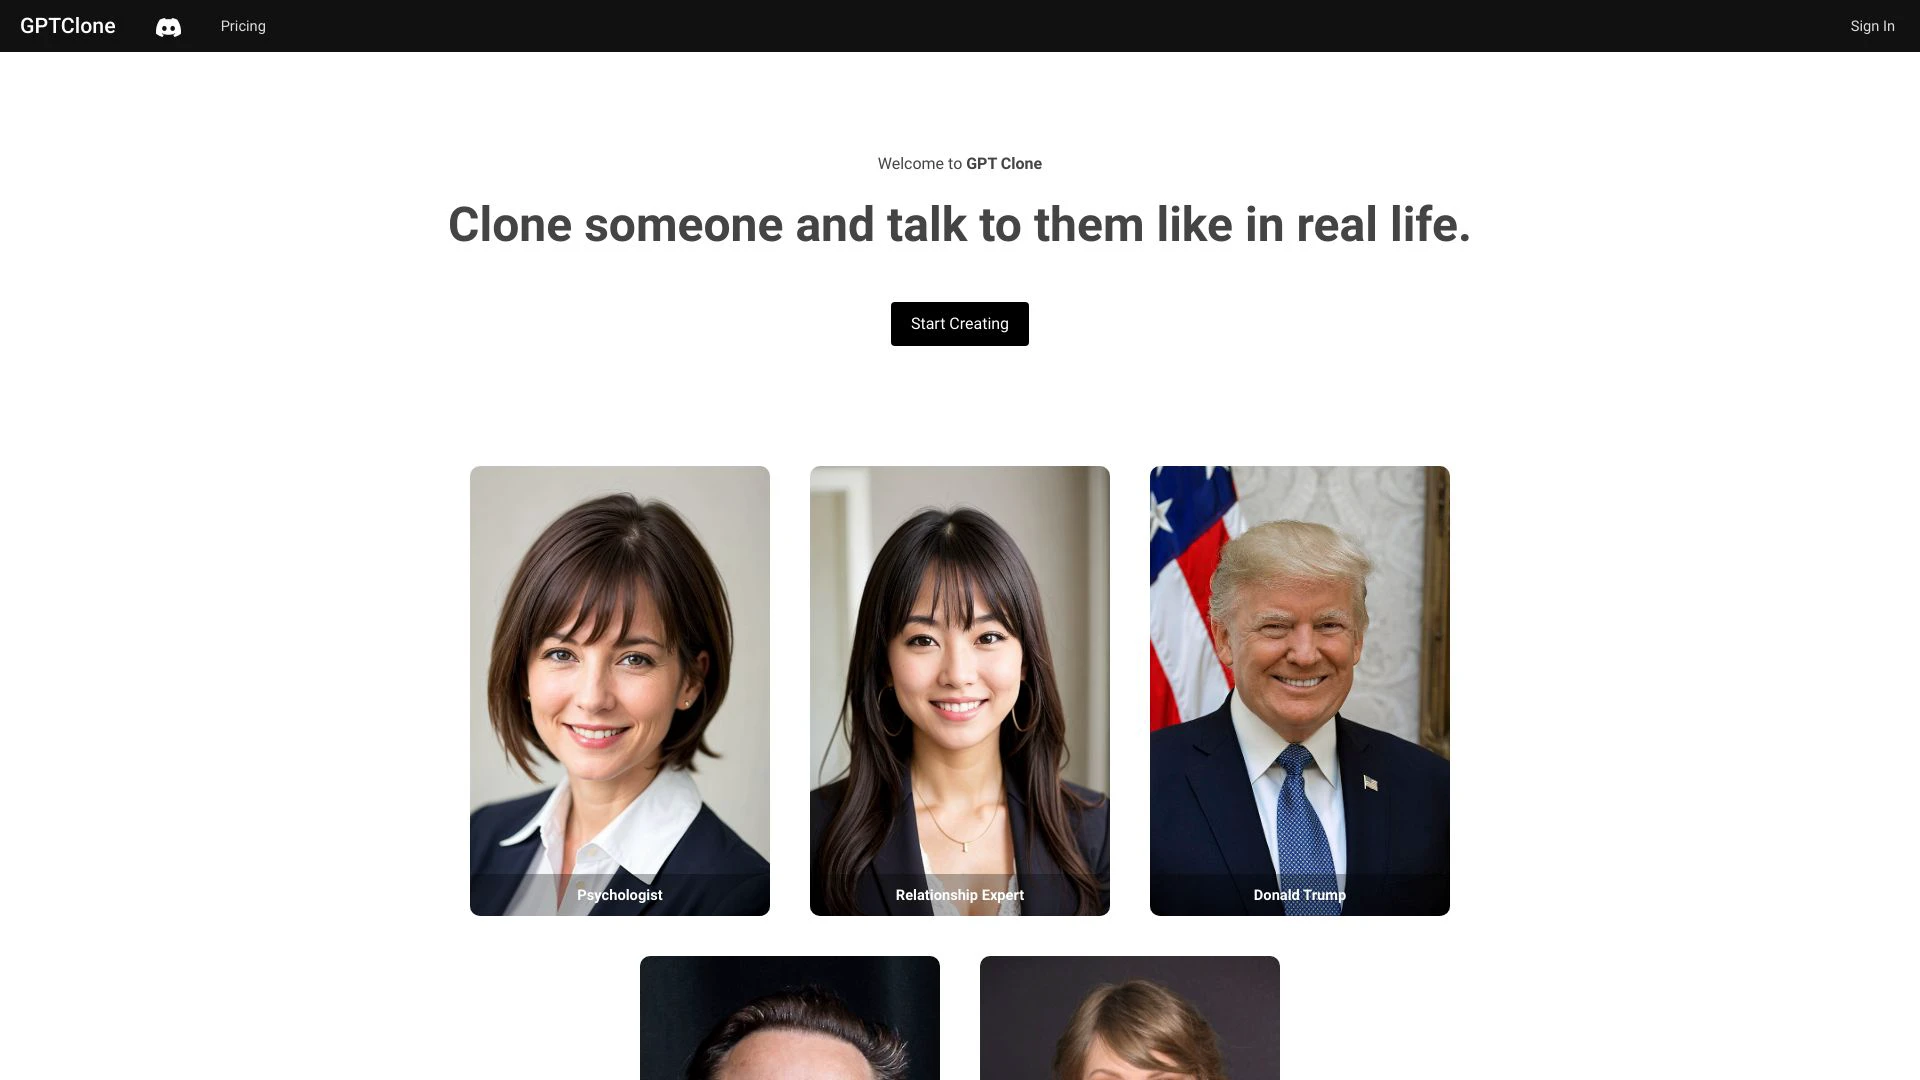 GPTClone
Pricing
Sign In
Welcome to GPT Clone
Clone someone and talk to them like in real life.
Start Creating
Psychologist
Relationship Expert
Donald Trump